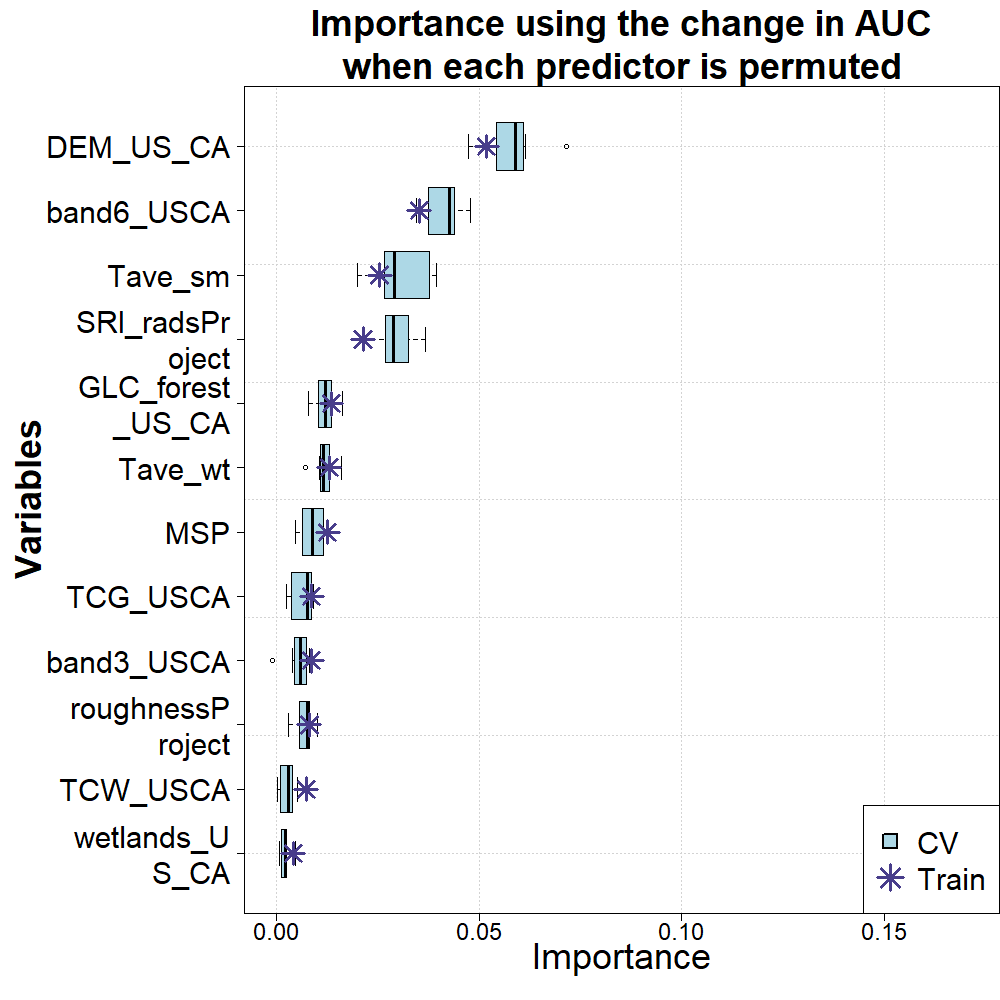 Importance using the change in AUC
when each predictor is permuted
DEM_US_CA
band6_USCA
Tave_sm
SRI_radsPr
oject
GLC_forest
_US_CA
Tave_wt
MSP
TCG_USCA
band3_USCA
roughnessP
roject
TCW_USCA
wetlands_U
S_CA
Variables
CV
Train
0.00 0.05 0.10 0.15
Importance